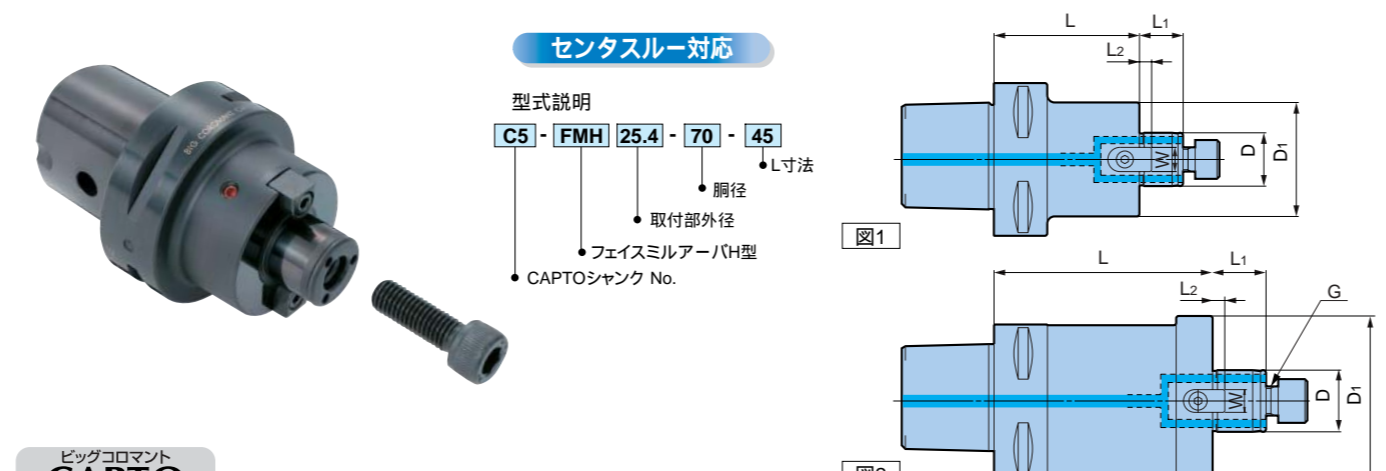 センタスルー対応
型式説明
C5 - FMH 25.4 - 70 - 45
L寸法
胴径
取付部外径
フェイスミルアーバH型
CAPTOシャンク No.
L
L1
L2
W
D
D1
図1
L
L1
L2
G
W
D
D1
ビッグコロマント
CAPTO